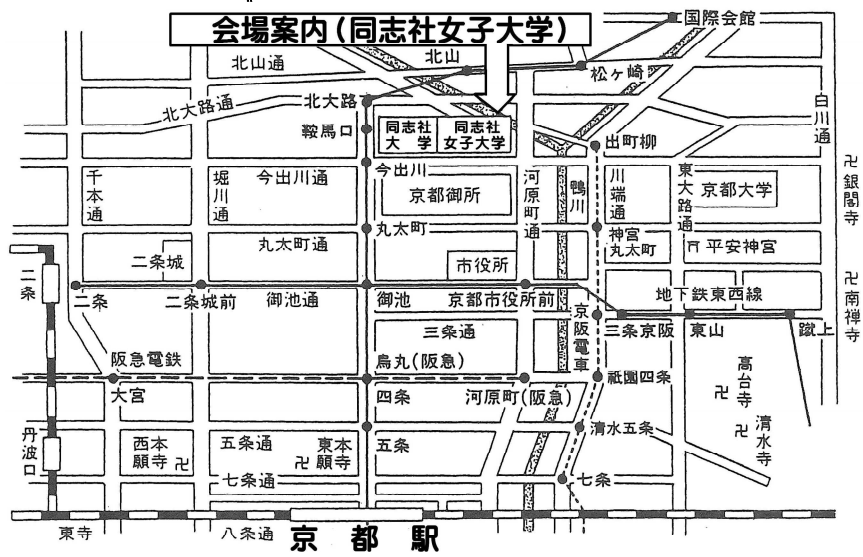 会場案内（同志社女子大学）
国際会館
北山通
北山
松ヶ崎
北大路通
北大路
白川通
鞍馬口
同志社
大学
同志社
女子大学
出町柳
千本通
堀川通
今出川通
今出川
京都御所
河原町通
鴨川
川端通
東大路通
京都大学
卍銀閣寺
丸太町通
丸太町
神宮
丸太町
平安神宮
二条
二条城
市役所
卍南禅寺
二条
二条城前
御池通
御池
京都市役所前
地下鉄東西線
京阪電車
三条京阪
東山
蹴上
三条通
阪急電鉄
烏丸（阪急）
大宮
四条
河原町（阪急）
祇園四条
高台寺
卍
丹波口
西本
願寺
卍
五条通
東本
願寺
卍
五条
清水五条
卍
清水寺
七条通
七条
東寺
八条通
京都駅